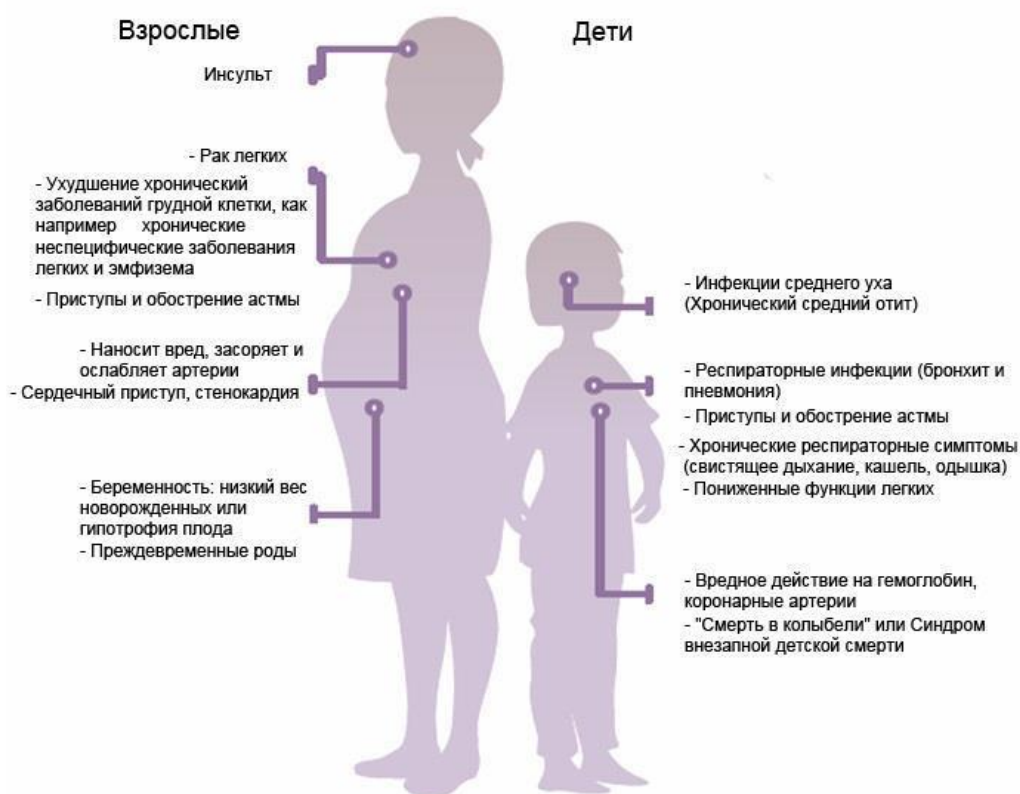 Взрослые
Инсульт
- Рак легких
- Ухудшение хронический
заболеваний грудной клетки, как
например хронические
неспецифические заболевания
легких и эмфизема
- Приступы и обострение астмы
- Наносит вред, засоряет и
ослабляет артерии
- Сердечный приступ, стенокардия
- Беременность: низкий вес
новорожденных или
гипотрофия плода
- Преждевременные роды
Дети
- Инфекции среднего уха
(Хронический средний отит)
- Респираторные инфекции (бронхит и
пневмония)
- Приступы и обострение астмы
- Хронические респираторные симптомы
(свистящее дыхание, кашель, одышка)
- Пониженные функции легких
- Вредное действие на гемоглобин,
коронарные артерии
- "Смерть в колыбели" или Синдром
внезапной детской смерти